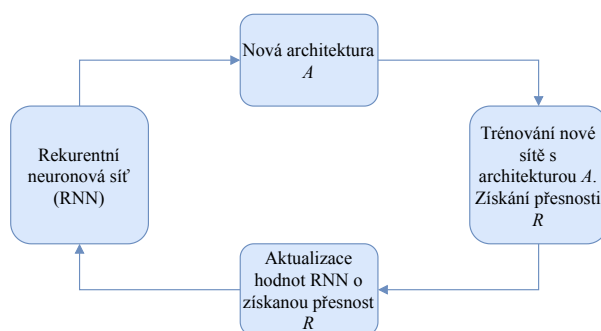 Nová architektura
A
Rekurentní
neuronová síť
(RNN)
Trénování nové
sítě s
architekturou A.
Získání přesnosti
R
Aktualizace
hodnot RNN o
získanou přesnost
R